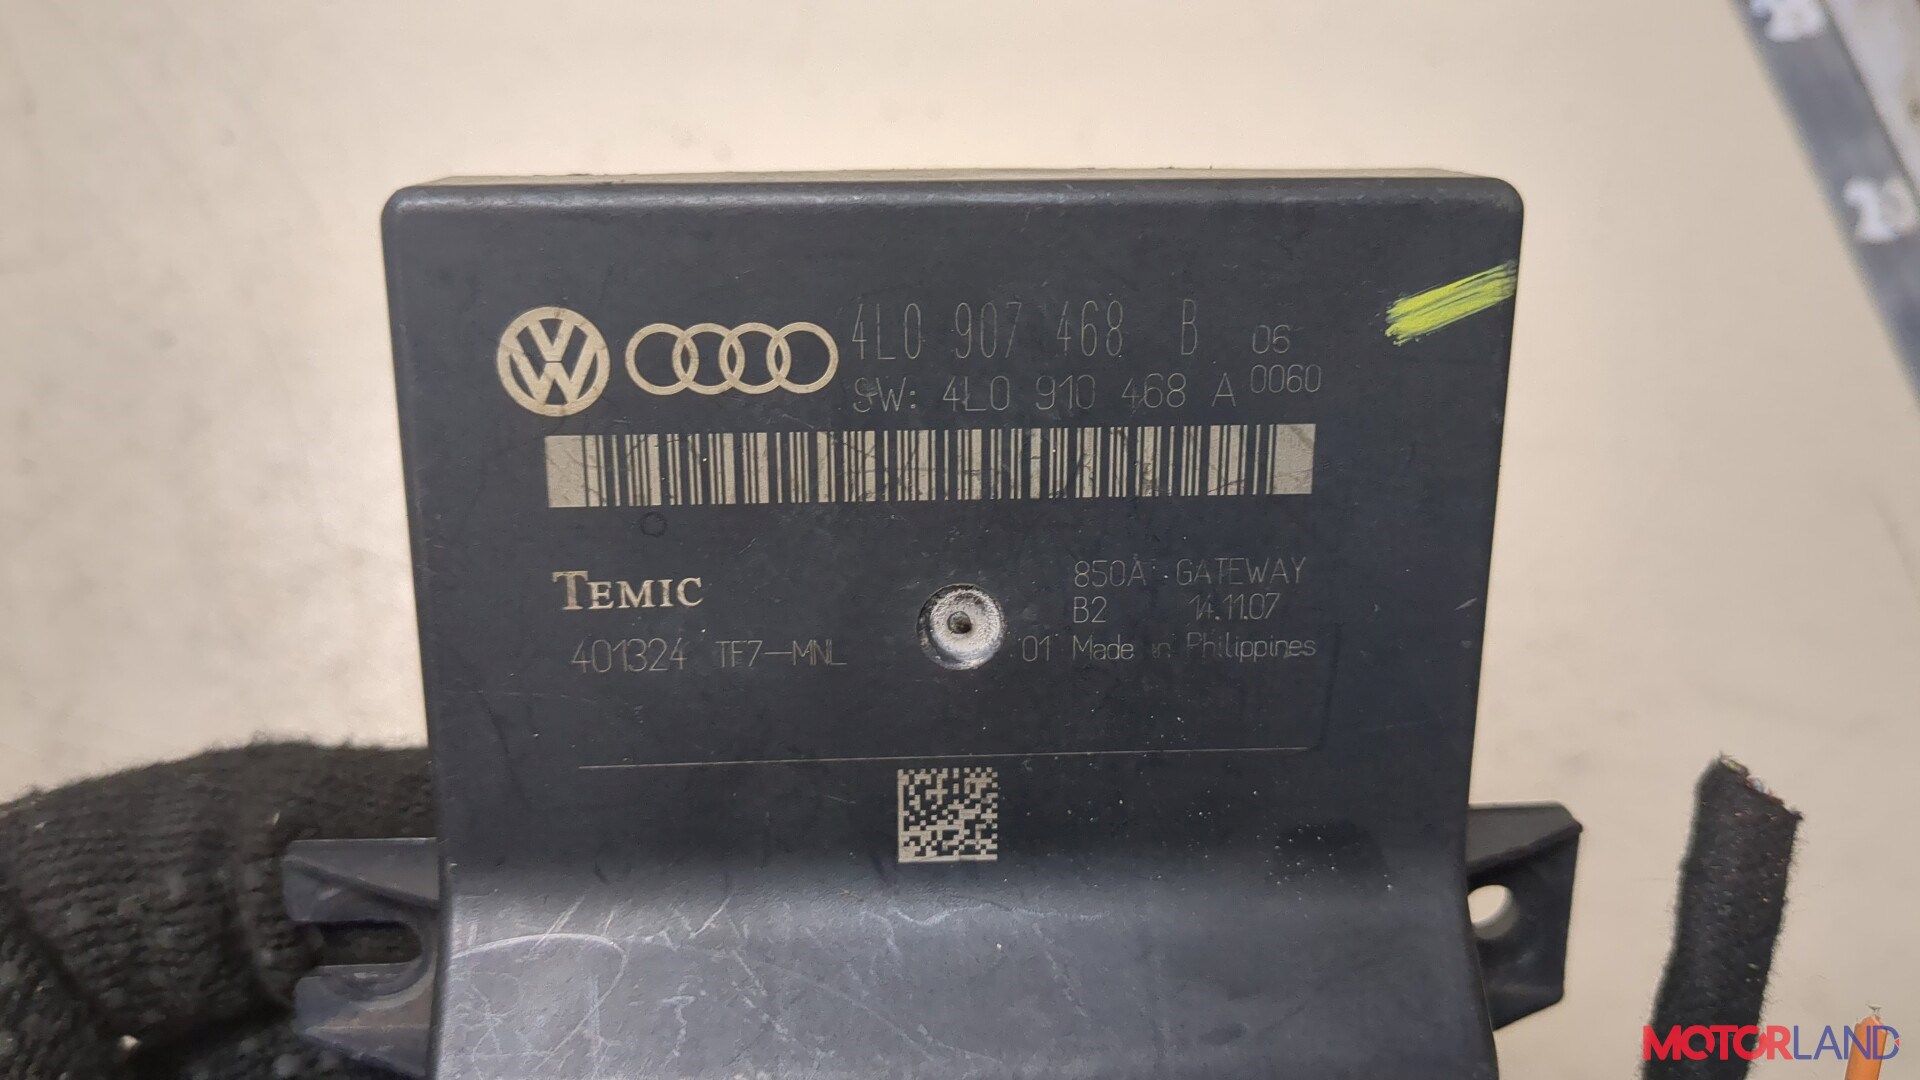 4L0 907 468 B 06
SW: 4L0 910 468 A 0060
TEMIC
850A GATEWAY
B2 14.11.07
401324 TF7-MNL 01 Made in Philippines
MOTORLAND